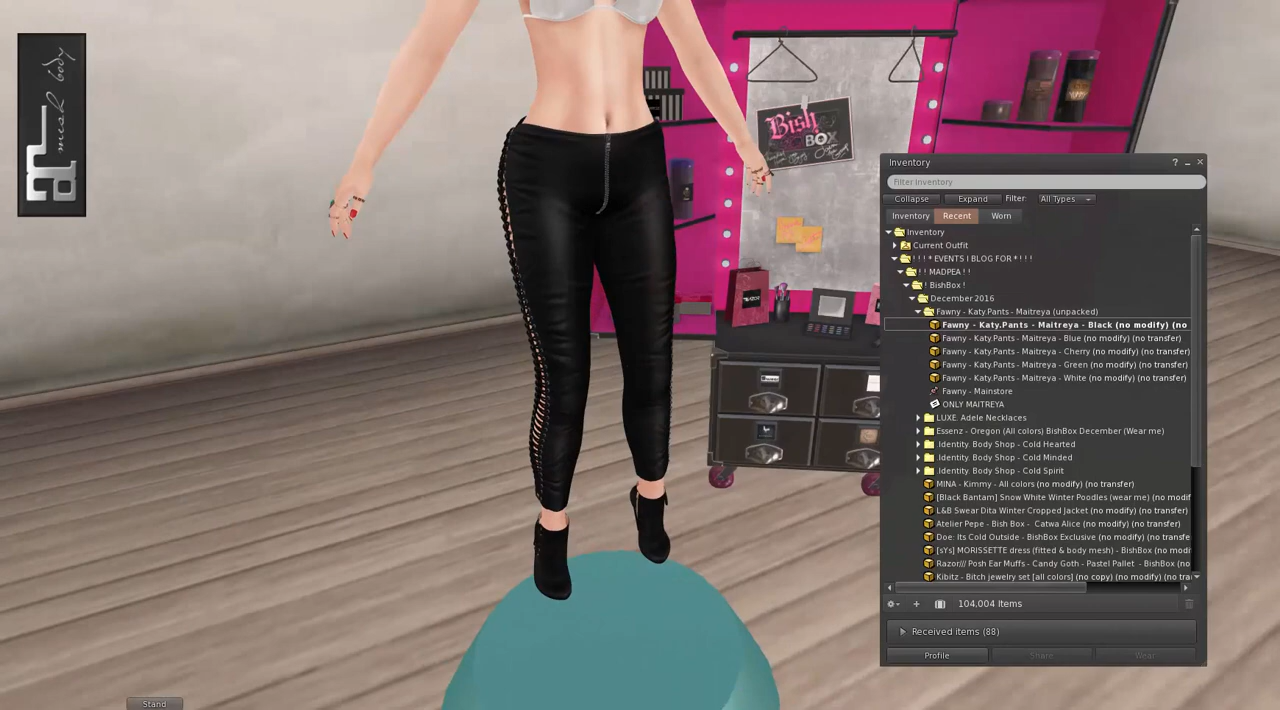 mesh body
Bish
BOX
Inventory
?
Filter Inventory
Collapse
Expand
Filter:
All Types
Inventory
Recent
Worn
Inventory
Current Outfit
! ! ! * EVENTS I BLOG FOR * ! ! !
! ! MADPEA ! !
! BishBox !
December 2016
Fawny - Katy.Pants - Maitreya (unpacked)
Fawny - Katy.Pants - Maitreya - Black (no modify) (no
Fawny - Katy.Pants - Maitreya - Blue (no modify) (no transfer)
Fawny - Katy.Pants - Maitreya - Cherry (no modify) (no transfer)
Fawny - Katy.Pants - Maitreya - Green (no modify) (no transfer)
Fawny - Katy.Pants - Maitreya - White (no modify) (no transfer)
Fawny - Mainstore
ONLY MAITREYA
LUXE. Adele Necklaces
Essenz - Oregon (All colors) BishBox December (Wear me)
.Identity. Body Shop - Cold Hearted
.Identity. Body Shop - Cold Minded
.Identity. Body Shop - Cold Spirit
MINA - Kimmy - All colors (no modify) (no transfer)
[Black Bantam] Snow White Winter Poodles (wear me) (no modif
L&B Swear Dita Winter Cropped Jacket (no modify) (no transfer)
Atelier Pepe - Bish Box - Catwa Alice (no modify) (no transfer)
Doe: Its Cold Outside - BishBox Exclusive (no modify) (no transfe
[sYs] MORISSETTE dress (fitted & body mesh) - BishBox (no modi
Razor/// Posh Ear Muffs - Candy Goth - Pastel Pallet - BishBox (no
Kibitz - Bitch jewelry set [all colors] (no copy) (no modify) (no tra
104,004 Items
Received items (88)
Profile
Share
Wear
Stand